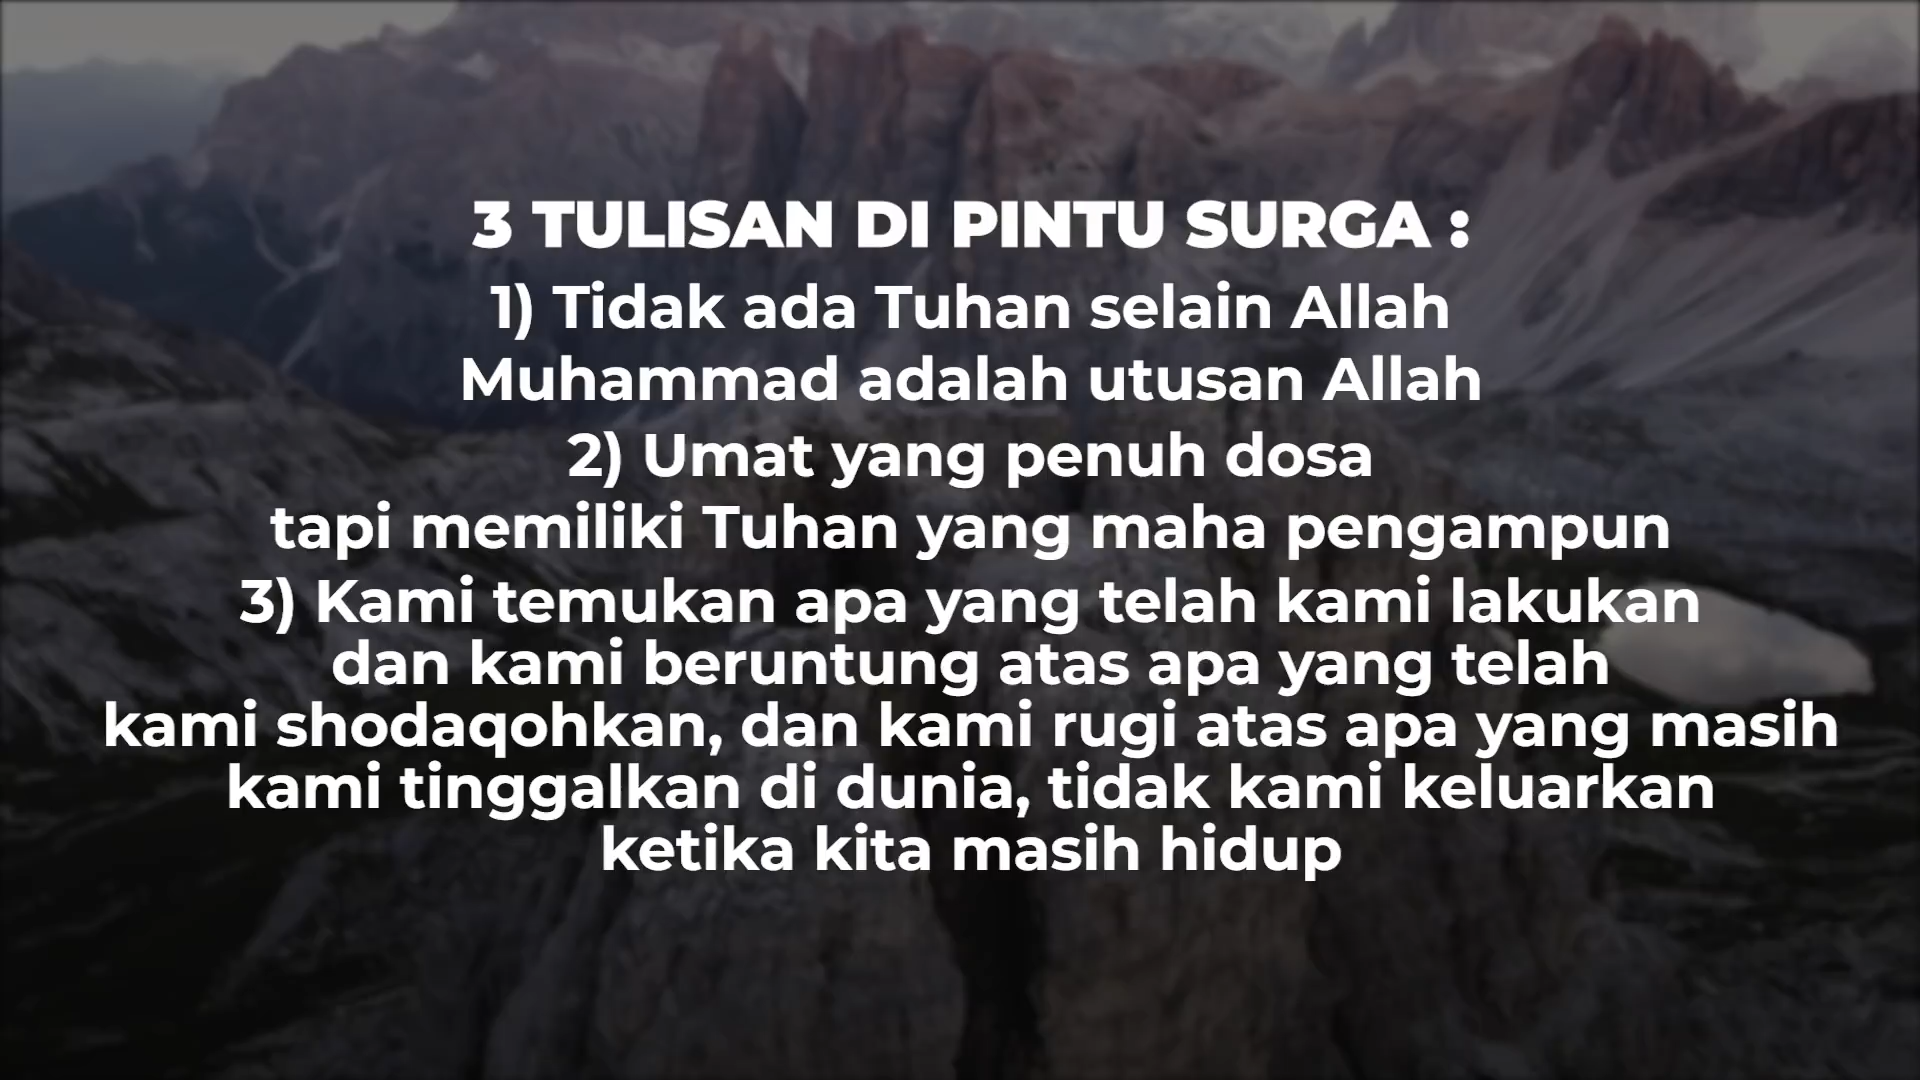 3 TULISAN DI PINTU SURGA :
1) Tidak ada Tuhan selain Allah
Muhammad adalah utusan Allah
2) Umat yang penuh dosa
tapi memiliki Tuhan yang maha pengampun
3) Kami temukan apa yang telah kami lakukan
dan kami beruntung atas apa yang telah
kami shodaqohkan, dan kami rugi atas apa yang masih
kami tinggalkan di dunia, tidak kami keluarkan
ketika kita masih hidup